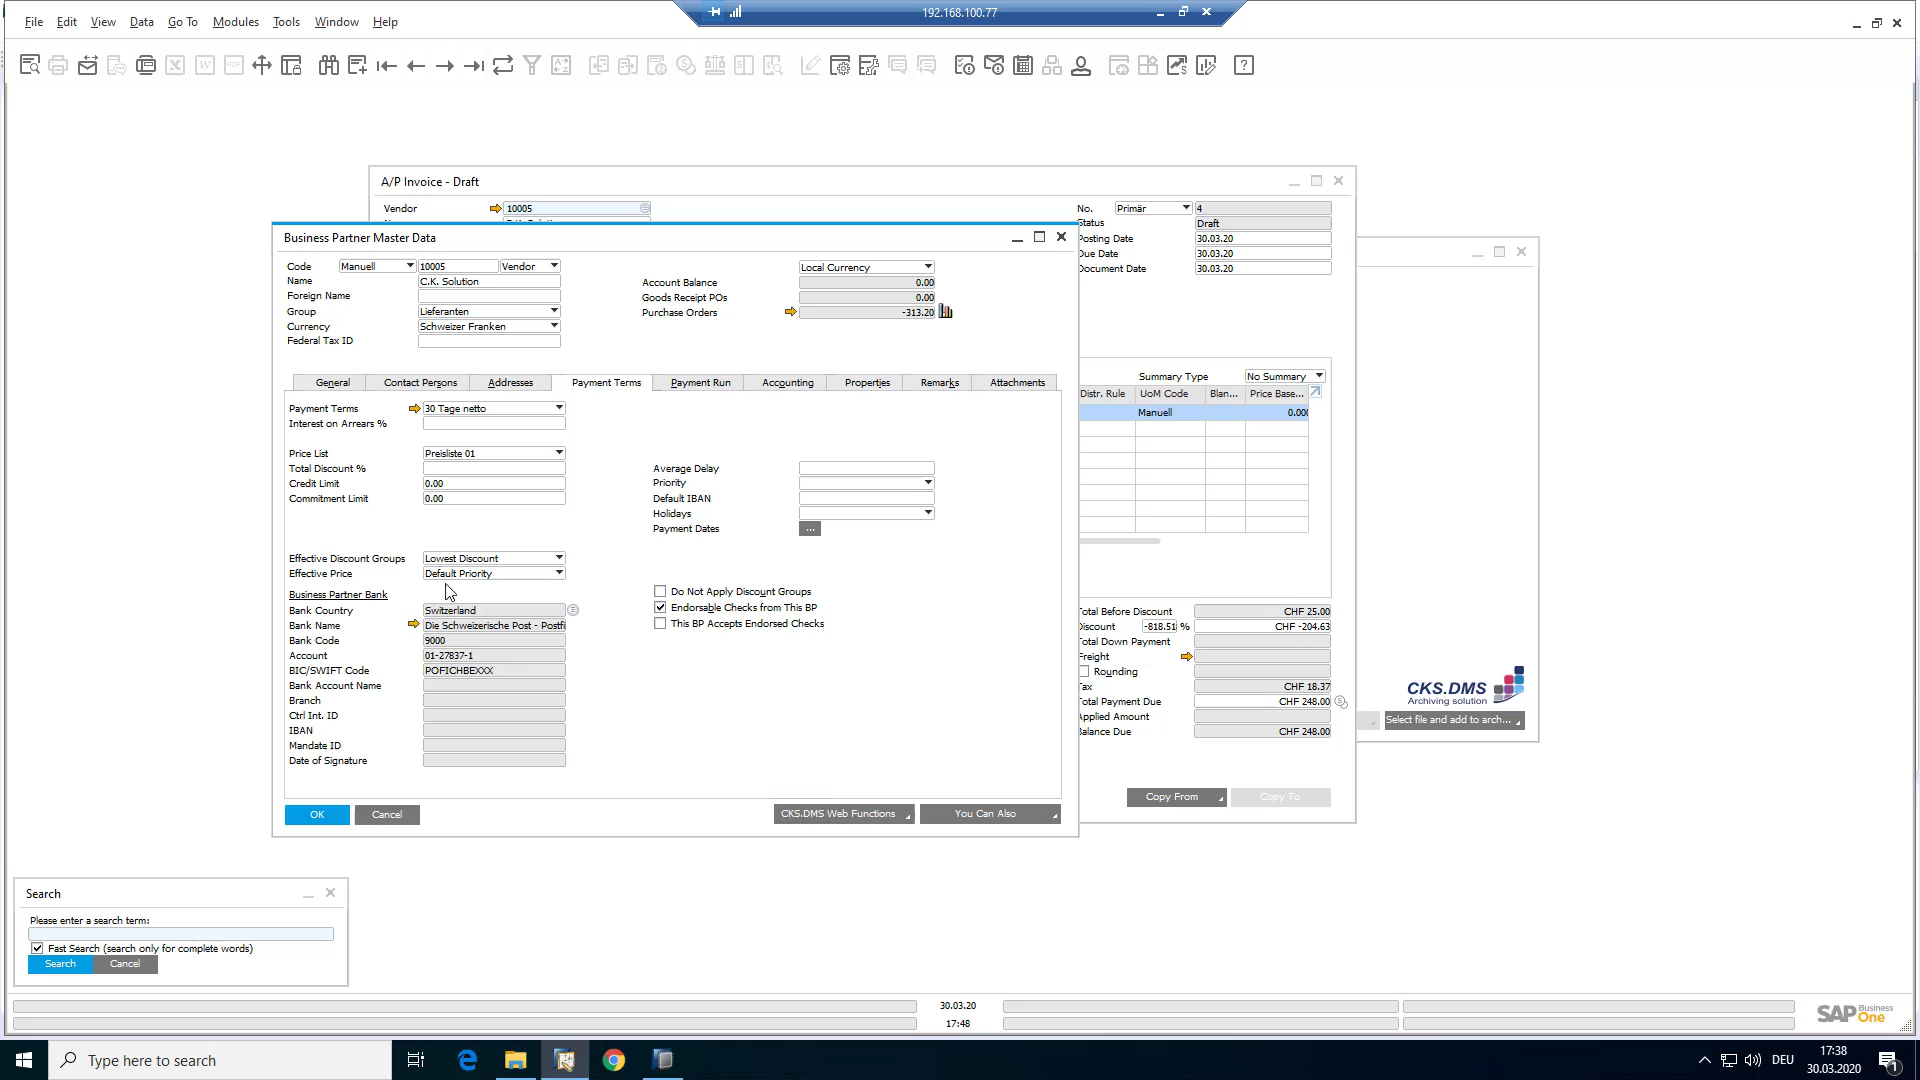 192.168.100.77
File Edit View Data Go To Modules Tools Window Help
A/P Invoice - Draft
Vendor 10005
No. Primär 4
Status Draft
Posting Date 30.03.20
Due Date 30.03.20
Document Date 30.03.20
Business Partner Master Data
Code Manuell 10005 Vendor
Name C.K. Solution
Foreign Name
Group Lieferanten
Currency Schweizer Franken
Federal Tax ID
Local Currency
Account Balance 0.00
Goods Receipt POs 0.00
Purchase Orders -313.20
General Contact Persons Addresses Payment Terms Payment Run Accounting Properties Remarks Attachments
Payment Terms 30 Tage netto
Interest on Arrears %
Price List Preisliste 01
Total Discount %
Credit Limit 0.00
Commitment Limit 0.00
Average Delay
Priority
Default IBAN
Holidays
Payment Dates ...
Effective Discount Groups Lowest Discount
Effective Price Default Priority
Business Partner Bank
Bank Country Switzerland
Bank Name Die Schweizerische Post - Postfi
Bank Code 9000
Account 01-27837-1
BIC/SWIFT Code POFICHBEXXX
Bank Account Name
Branch
Ctrl Int. ID
IBAN
Mandate ID
Date of Signature
Do Not Apply Discount Groups
Endorsable Checks from This BP
This BP Accepts Endorsed Checks
OK Cancel CKS.DMS Web Functions You Can Also
Summary Type No Summary
Distr. Rule UoM Code Blan... Price Base...
Manuell 0.000
Total Before Discount CHF 25.00
Discount -818.51 % CHF -204.63
Total Down Payment
Freight
Rounding
Tax CHF 18.37
Total Payment Due CHF 248.00
Applied Amount
Balance Due CHF 248.00
Copy From Copy To
CKS.DMS
Archiving solution
Select file and add to arch...
Search
Please enter a search term:
Fast Search (search only for complete words)
Search Cancel
30.03.20
17:48
SAP Business One
Type here to search
DEU
17:38
30.03.2020
1